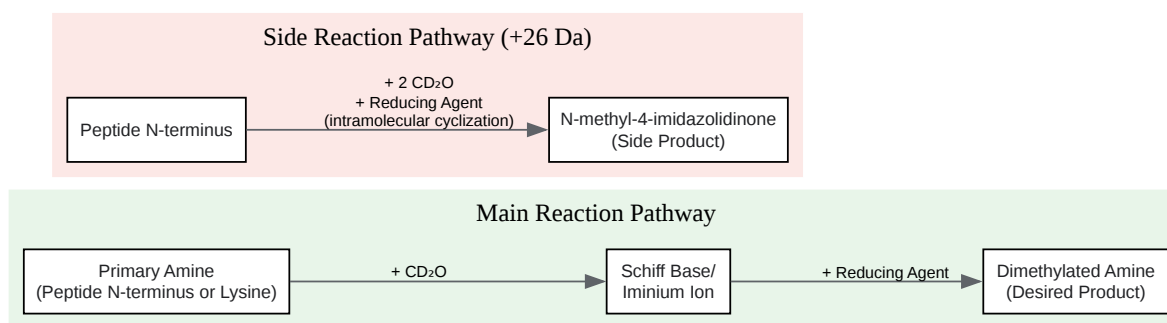 Side Reaction Pathway (+26 Da)
+ 2 CD₂O
+ Reducing Agent
(intramolecular cyclization)
Peptide N-terminus
N-methyl-4-imidazolidinone
(Side Product)
Main Reaction Pathway
Primary Amine
(Peptide N-terminus or Lysine)
+ CD₂O
Schiff Base/
Iminium Ion
+ Reducing Agent
Dimethylated Amine
(Desired Product)